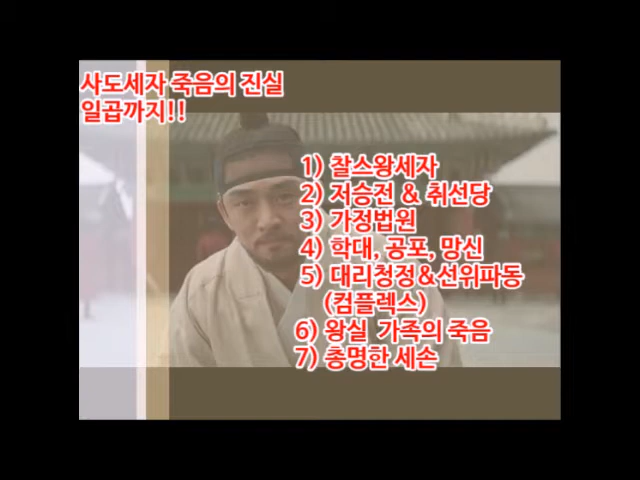 사도세자 죽음의 진실
일곱까지!!
1) 찰스왕세자
2) 저승전 & 취선당
3) 가정법원
4) 학대, 공포, 망신
5) 대리청정&선위파동
(컴플렉스)
6) 왕실 가족의 죽음
7) 총명한 세손